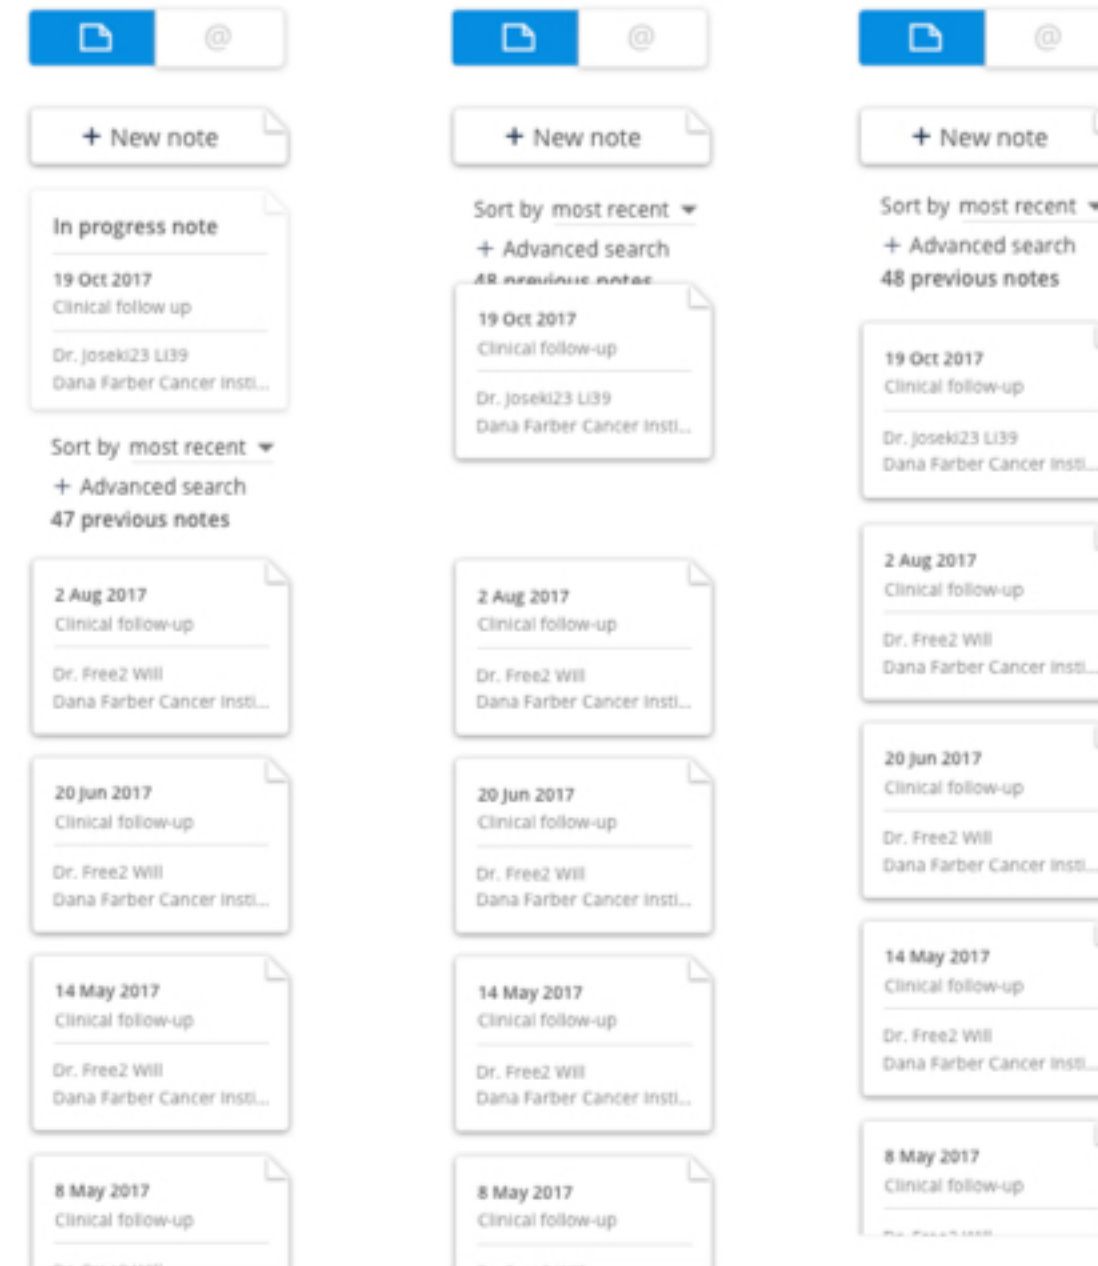 @
+ New note
In progress note
19 Oct 2017
Clinical follow up
Dr. Joseki23 Li39
Dana Farber Cancer Insti...
Sort by most recent
+ Advanced search
47 previous notes
2 Aug 2017
Clinical follow-up
Dr. Free2 Will
Dana Farber Cancer Insti...
20 Jun 2017
Clinical follow-up
Dr. Free2 Will
Dana Farber Cancer Insti...
14 May 2017
Clinical follow-up
Dr. Free2 Will
Dana Farber Cancer Insti...
8 May 2017
Clinical follow-up
@
+ New note
Sort by most recent
+ Advanced search
48 previous notes
19 Oct 2017
Clinical follow-up
Dr. Joseki23 Li39
Dana Farber Cancer Insti...
2 Aug 2017
Clinical follow-up
Dr. Free2 Will
Dana Farber Cancer Insti...
20 Jun 2017
Clinical follow-up
Dr. Free2 Will
Dana Farber Cancer Insti...
14 May 2017
Clinical follow-up
Dr. Free2 Will
Dana Farber Cancer Insti...
8 May 2017
Clinical follow-up
@
+ New note
Sort by most recent
+ Advanced search
48 previous notes
19 Oct 2017
Clinical follow-up
Dr. Joseki23 Li39
Dana Farber Cancer Insti...
2 Aug 2017
Clinical follow-up
Dr. Free2 Will
Dana Farber Cancer Insti...
20 Jun 2017
Clinical follow-up
Dr. Free2 Will
Dana Farber Cancer Insti...
14 May 2017
Clinical follow-up
Dr. Free2 Will
Dana Farber Cancer Insti...
8 May 2017
Clinical follow-up